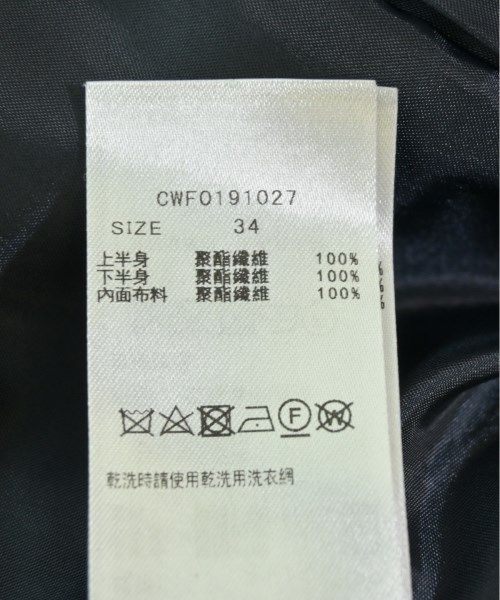 CWFO191027
SIZE 34
上半身 聚酯纖維 100%
下半身 聚酯纖維 100%
內面布料 聚酯纖維 100%
%
%
%
F W
乾洗時請使用乾洗用洗衣網